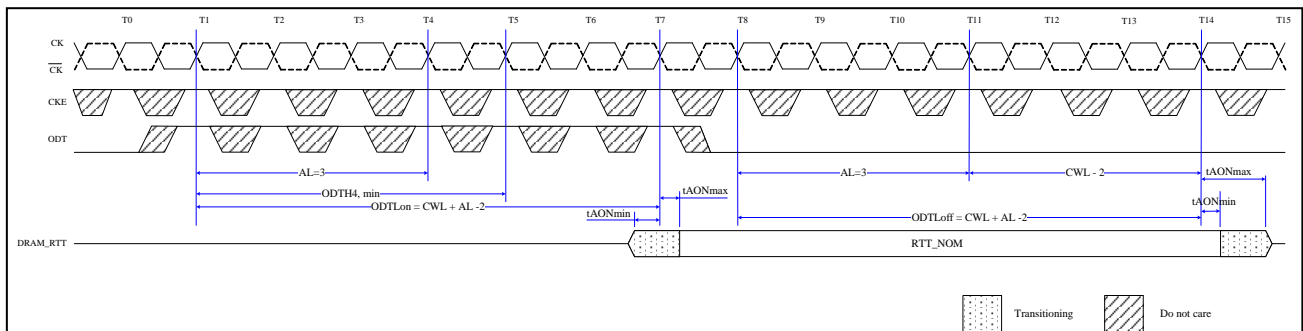 T0 T1 T2 T3 T4 T5 T6 T7 T8 T9 T10 T11 T12 T13 T14 T15
CK
CK
CKE
ODT
AL=3 AL=3 CWL - 2
tAONmax
ODTH4, min
tAONmax
ODTLon = CWL + AL -2
tAONmin
tAONmin
ODTLoff = CWL + AL -2
DRAM_RTT RTT_NOM
Transitioning Do not care